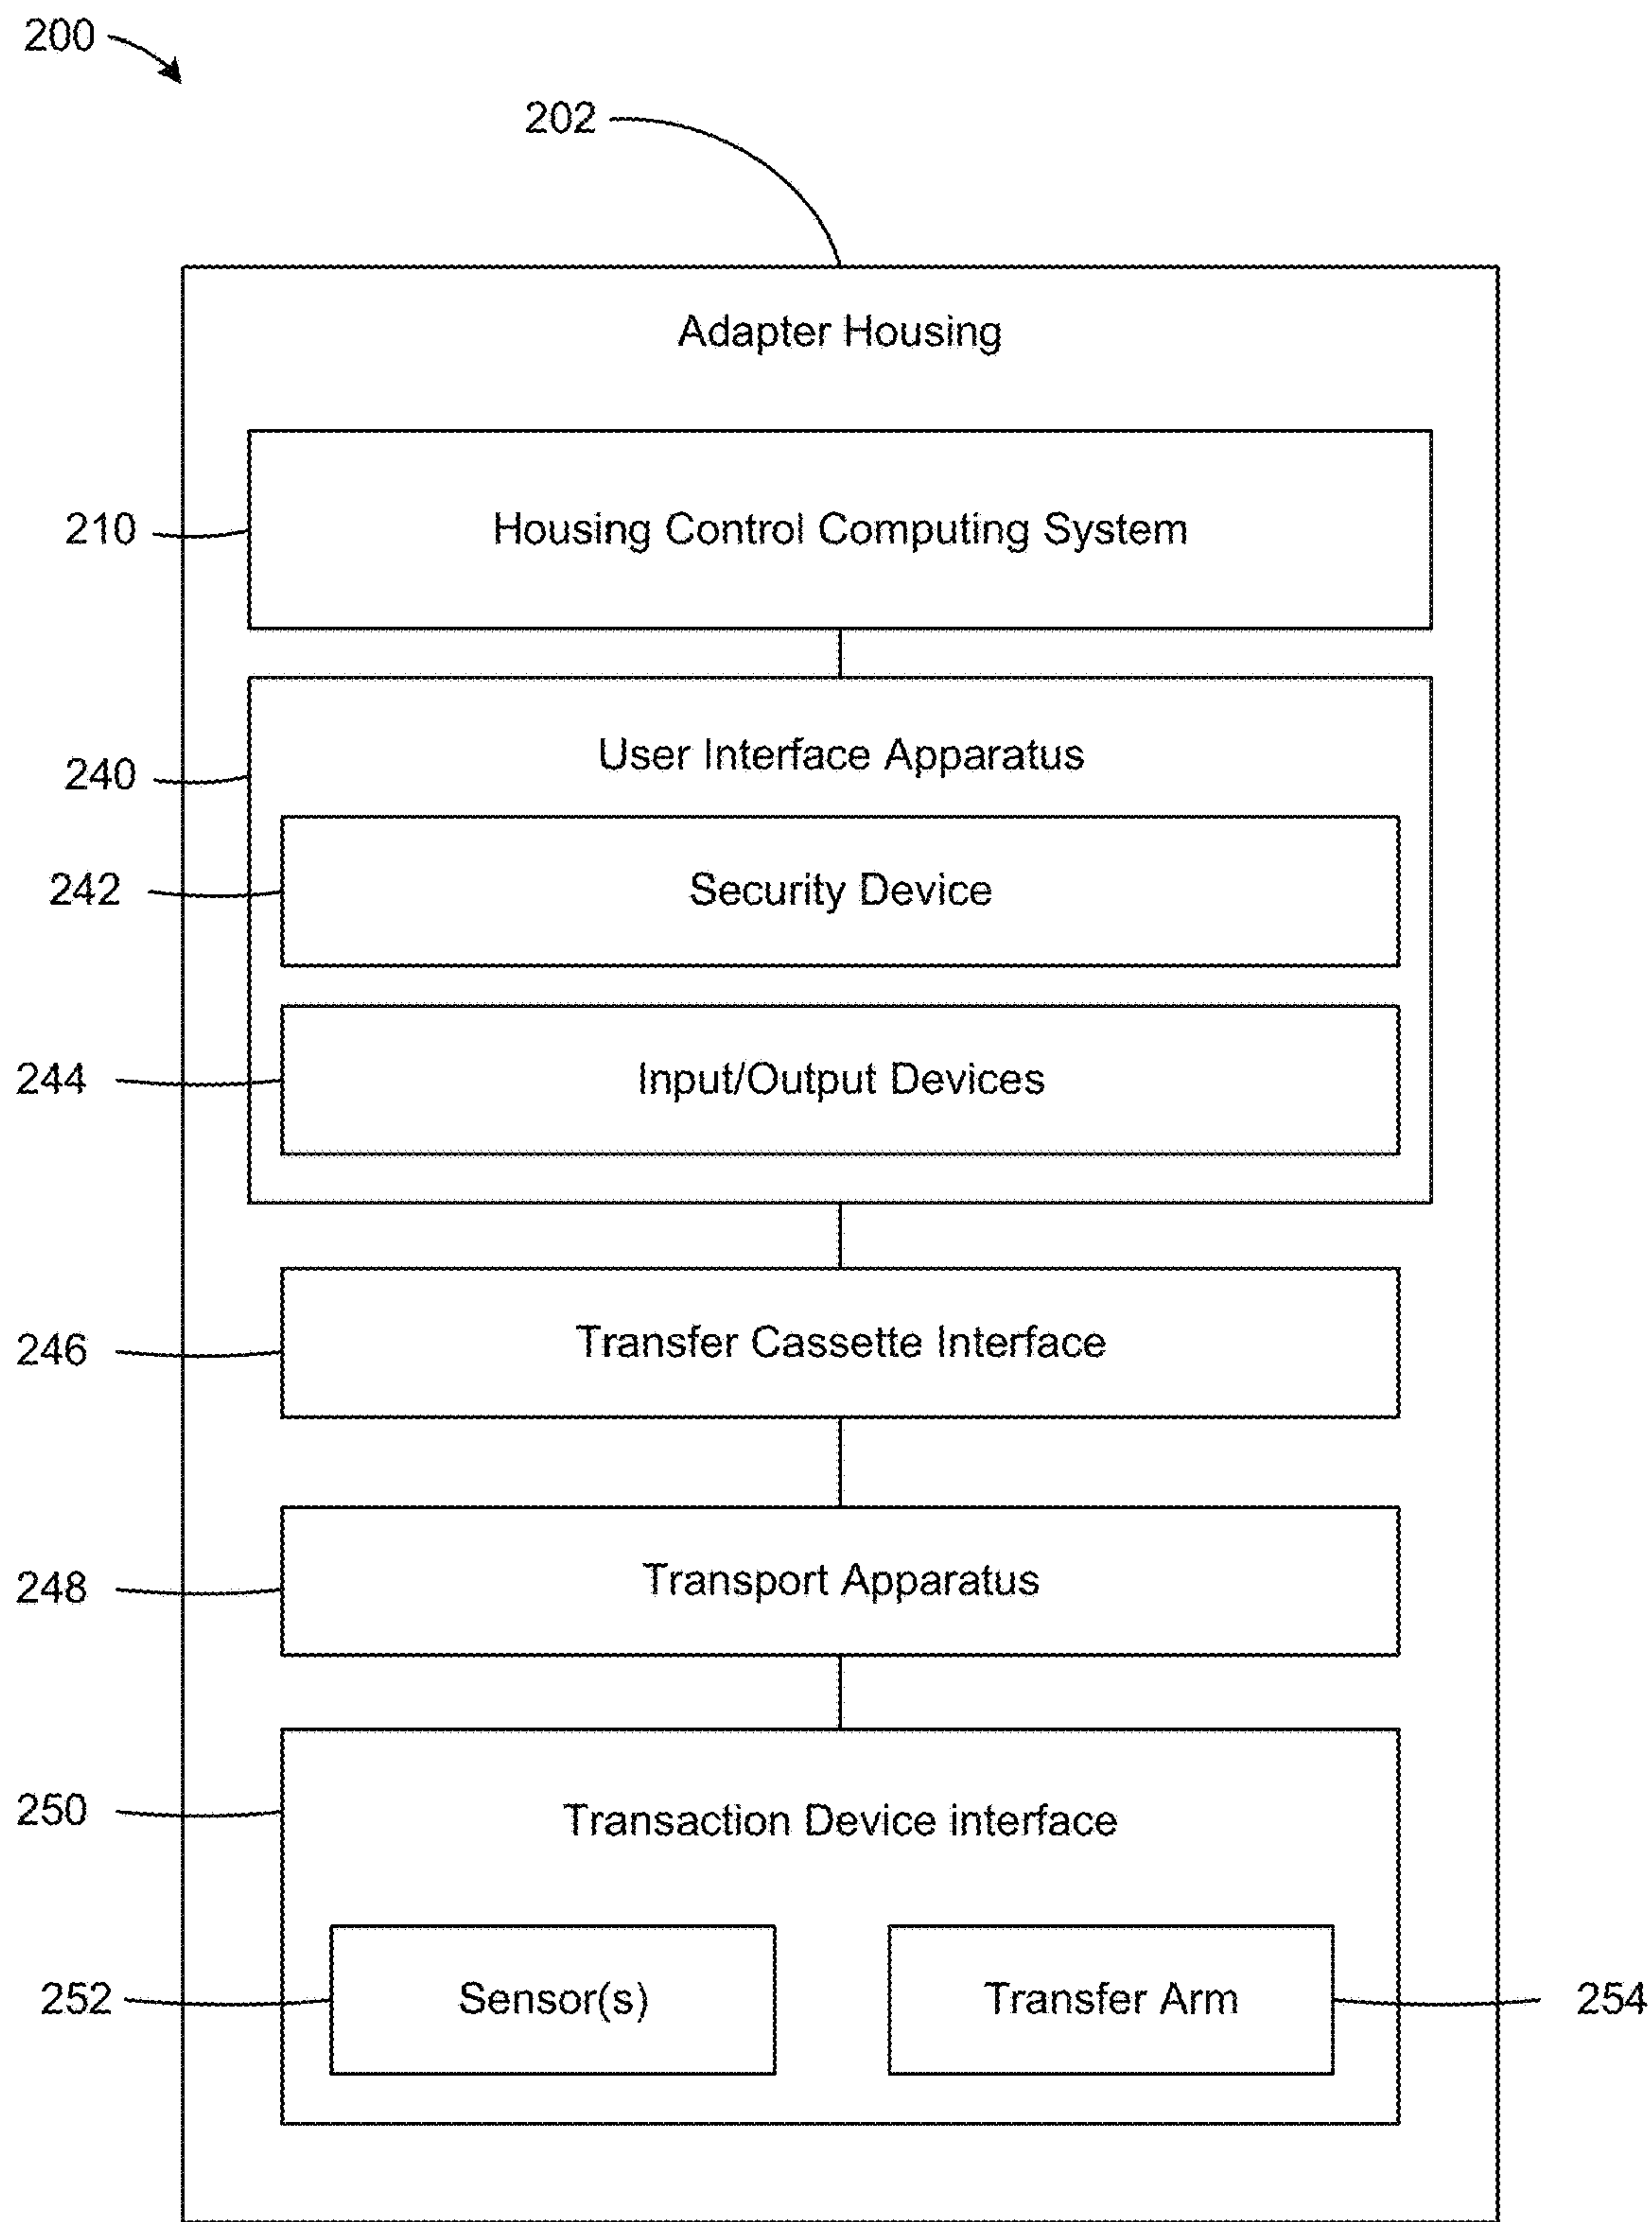 200
202
Adapter Housing
210
Housing Control Computing System
240
User Interface Apparatus
242
Security Device
244
Input/Output Devices
246
Transfer Cassette Interface
248
Transport Apparatus
250
Transaction Device interface
252
Sensor(s)
Transfer Arm
254